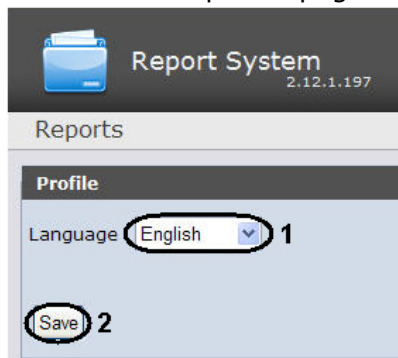 Report System
2.12.1.197
Reports
Profile
Language English 1
Save 2